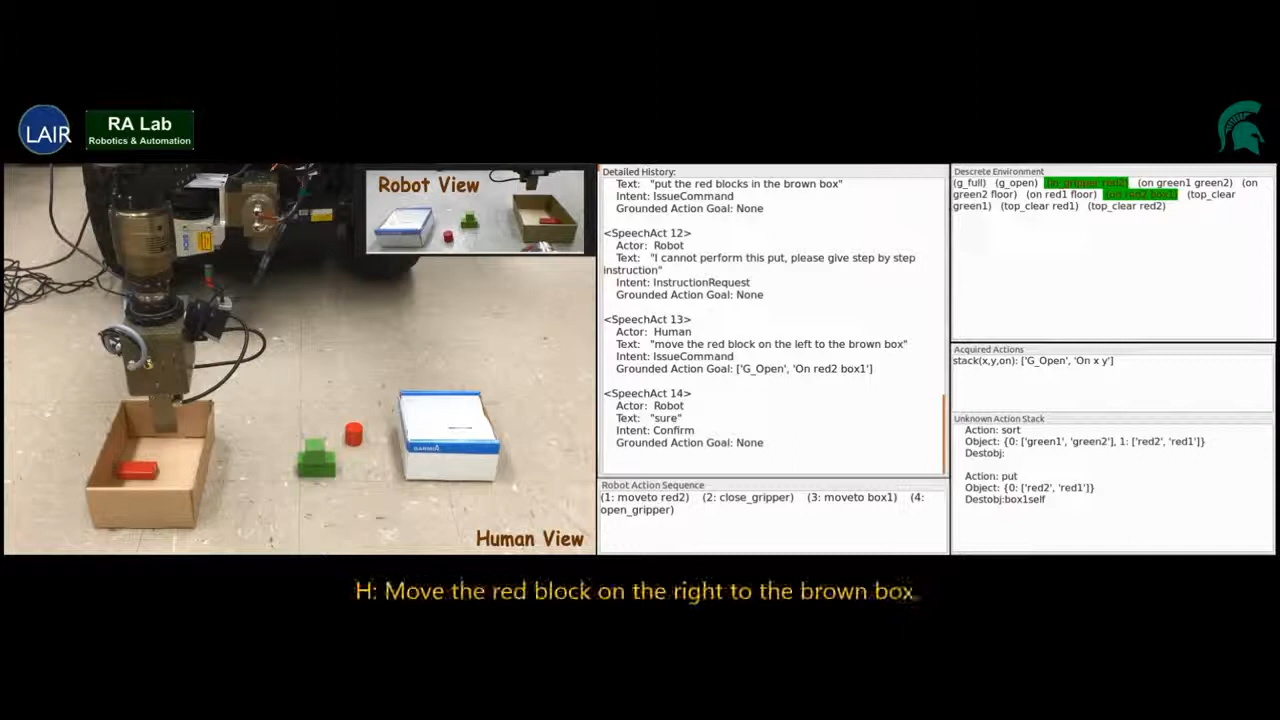 LAIR
RA Lab
Robotics & Automation
Robot View
Human View
Detailed History:
Text: "put the red blocks in the brown box"
Intent: IssueCommand
Grounded Action Goal: None
<SpeechAct 12>
Actor: Robot
Text: "I cannot perform this put, please give step by step
instruction"
Intent: InstructionRequest
Grounded Action Goal: None
<SpeechAct 13>
Actor: Human
Text: "move the red block on the left to the brown box"
Intent: IssueCommand
Grounded Action Goal: ['G_Open', 'On red2 box1']
<SpeechAct 14>
Actor: Robot
Text: "sure"
Intent: Confirm
Grounded Action Goal: None
Robot Action Sequence
(1: moveto red2) (2: close_gripper) (3: moveto box1) (4:
open_gripper)
Descrete Environment
(g_full) (g_open) (in_gripper red2) (on green1 green2) (on
green2 floor) (on red1 floor) (on red2 box1) (top_clear
green1) (top_clear red1) (top_clear red2)
Acquired Actions
stack(x,y,on): ['G_Open', 'On x y']
Unknown Action Stack
Action: sort
Object: {0: ['green1', 'green2'], 1: ['red2', 'red1']}
Destobj:
Action: put
Object: {0: ['red2', 'red1']}
Destobj:box1self
H: Move the red block on the right to the brown box